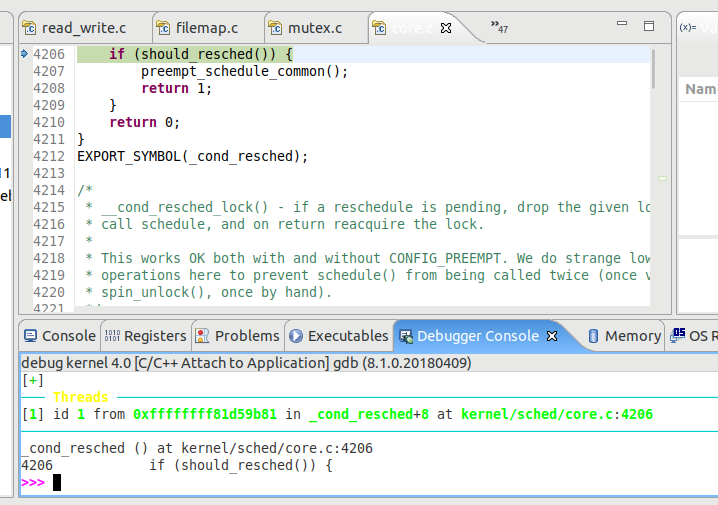 read_write.c filemap.c mutex.c core.c »47 (x)= Va
4206     if (should_resched()) { Nam
4207         preempt_schedule_common();
4208         return 1;
4209     }
4210     return 0;
4211 }
4212 EXPORT_SYMBOL(_cond_resched);
4213
4214 /*
4215  * __cond_resched_lock() - if a reschedule is pending, drop the given lo
4216  * call schedule, and on return reacquire the lock.
4217  *
4218  * This works OK both with and without CONFIG_PREEMPT. We do strange low
4219  * operations here to prevent schedule() from being called twice (once v
4220  * spin_unlock(), once by hand).
4221
11
eb
Console Registers Problems Executables Debugger Console Memory OS R
debug kernel 4.0 [C/C++ Attach to Application] gdb (8.1.0.20180409)
[+]
Threads
[1] id 1 from 0xffffffff81d59b81 in _cond_resched+8 at kernel/sched/core.c:4206
_cond_resched () at kernel/sched/core.c:4206
4206 if (should_resched()) {
>>>